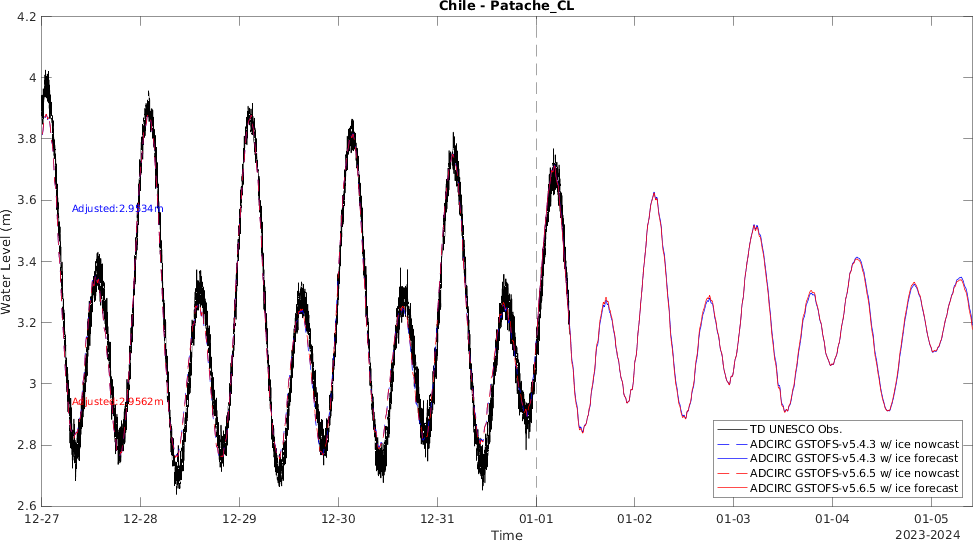 Chile - Patache_CL
4.2
4
3.8
3.6
3.4
3.2
3
2.8
2.6
Water Level (m)
Adjusted:2.9534m
Adjusted:2.9562m
TD UNESCO Obs.
ADCIRC GSTOFS-v5.4.3 w/ ice nowcast
ADCIRC GSTOFS-v5.4.3 w/ ice forecast
ADCIRC GSTOFS-v5.6.5 w/ ice nowcast
ADCIRC GSTOFS-v5.6.5 w/ ice forecast
12-27 12-28 12-29 12-30 12-31 01-01 01-02 01-03 01-04 01-05
Time
2023-2024